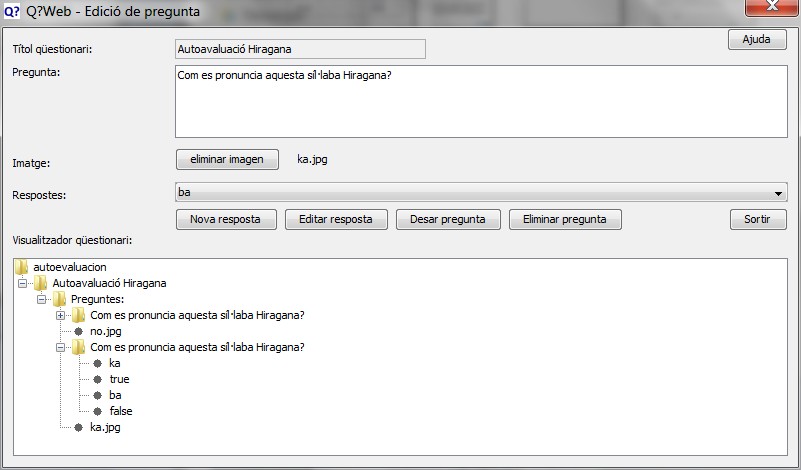 Q? Q?Web - Edició de pregunta
Títol qüestionari: Autoavaluació Hiragana Ajuda
Pregunta: Com es pronuncia aquesta síl·laba Hiragana?
Imatge: eliminar imagen ka.jpg
Respostes: ba
Nova resposta Editar resposta Desar pregunta Eliminar pregunta Sortir
Visualitzador qüestionari:
autoevaluacion
Autoavaluació Hiragana
Preguntes:
Com es pronuncia aquesta síl·laba Hiragana?
no.jpg
Com es pronuncia aquesta síl·laba Hiragana?
ka
true
ba
false
ka.jpg